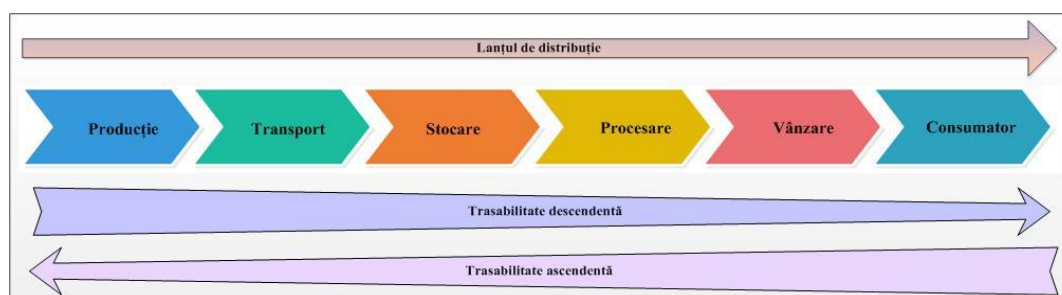 Lanțul de distribuție
Producție
Transport
Stocare
Procesare
Vânzare
Consumator
Trasabilitate descendentă
Trasabilitate ascendentă